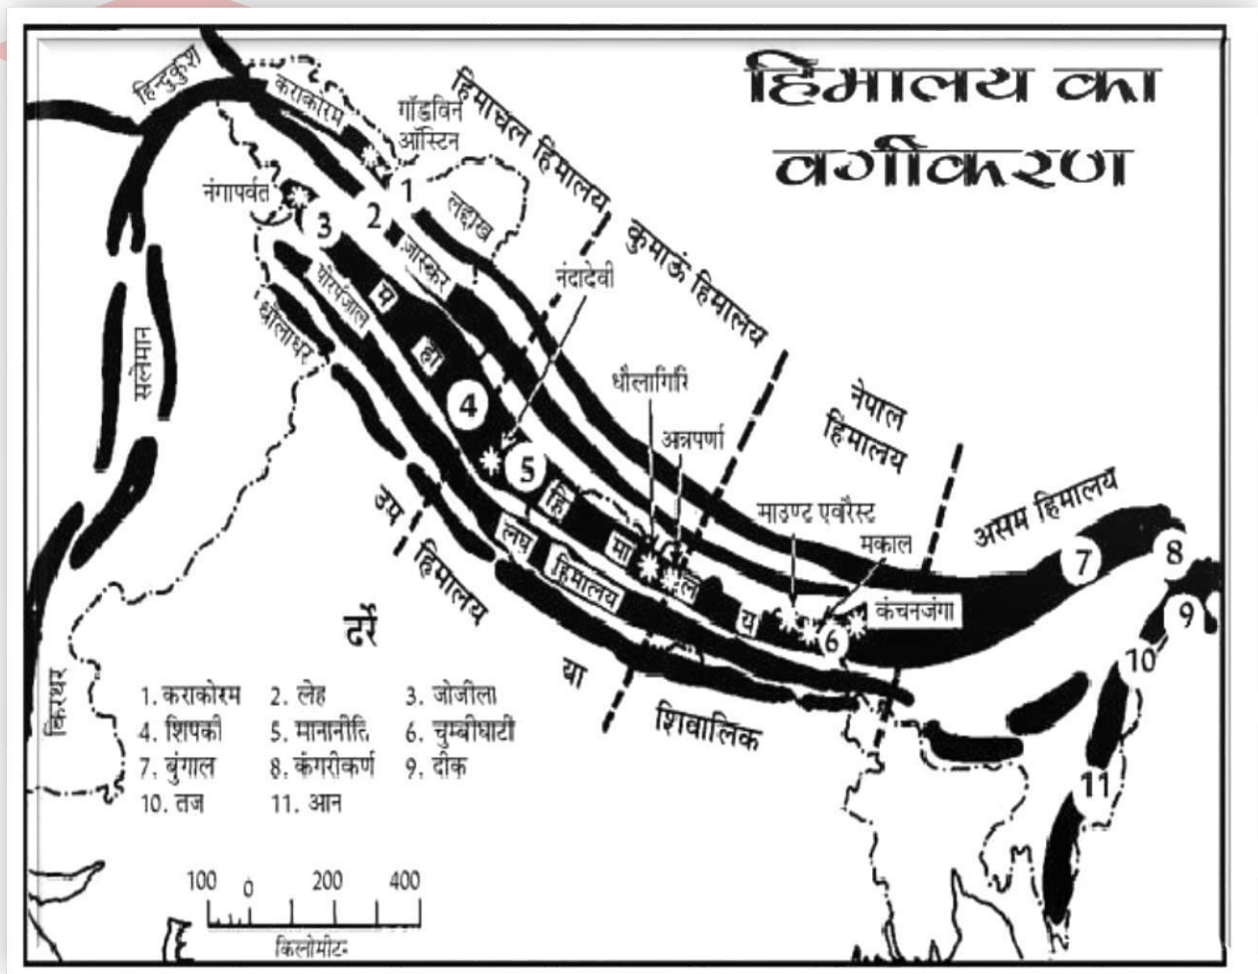 हिमालय का
वर्गीकरण
हिन्दुकुश
काराकोरम
गॉडविन
ऑस्टिन
हिमाचल हिमालय
नंगापर्वत
1
2
3
लद्दाख
जास्कर
कुमाऊं हिमालय
नंदादेवी
पीरपंजाल
धौलाधर
म
हा
4
सुलेमान
धौलागिरि
नेपाल
हिमालय
अन्नपर्णा
5
हि
मा
ल
य
माउण्ट एवरैस्ट
मकाल
असम हिमालय
7
8
उप
हिमालय
लघ
हिमालय
कंचनजंगा
6
9
10
या
शिवालिक
11
किरथर
दर्रे
1. काराकोरम 2. लेह 3. जोजीला
4. शिपकी 5. मानानीति 6. चुम्बीघाटी
7. बुंगाल 8. कंगरीकर्ण 9. दीक
10. तज 11. आन
100 0 200 400
किलोमीटर